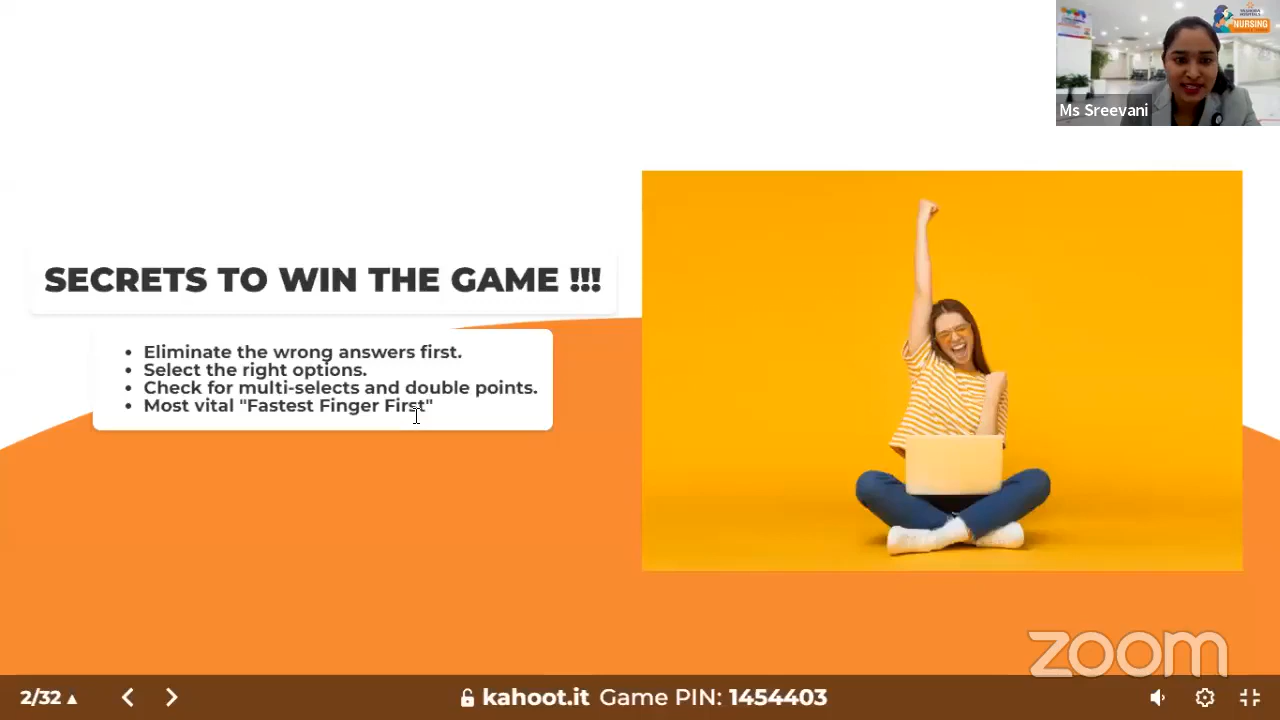 NURSING
Ms Sreevani
SECRETS TO WIN THE GAME !!!
• Eliminate the wrong answers first.
• Select the right options.
• Check for multi-selects and double points.
• Most vital "Fastest Finger First"
zoom
2/32 ▲
kahoot.it Game PIN: 1454403